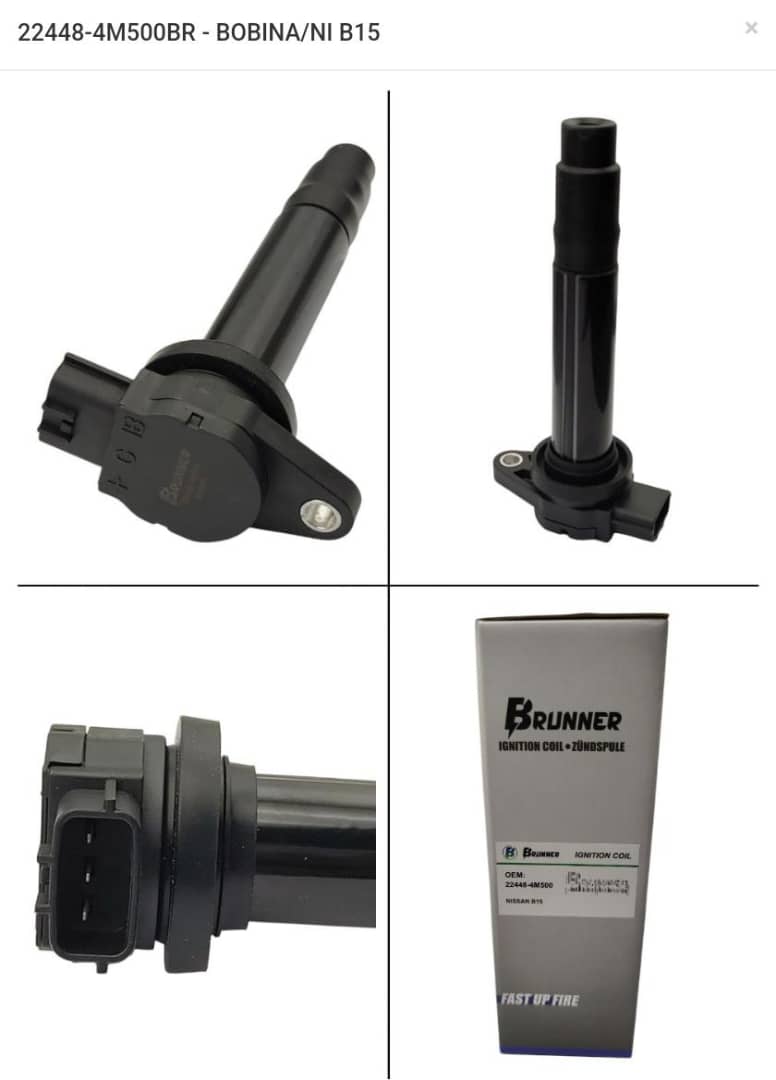 22448-4M500BR - BOBINA/NI B15
×
BRUNNER
BRUNNER
IGNITION COIL • ZÜNDSPULE
BRUNNER IGNITION COIL
OEM:
22448-4M500
NISSAN B15
FAST UP FIRE